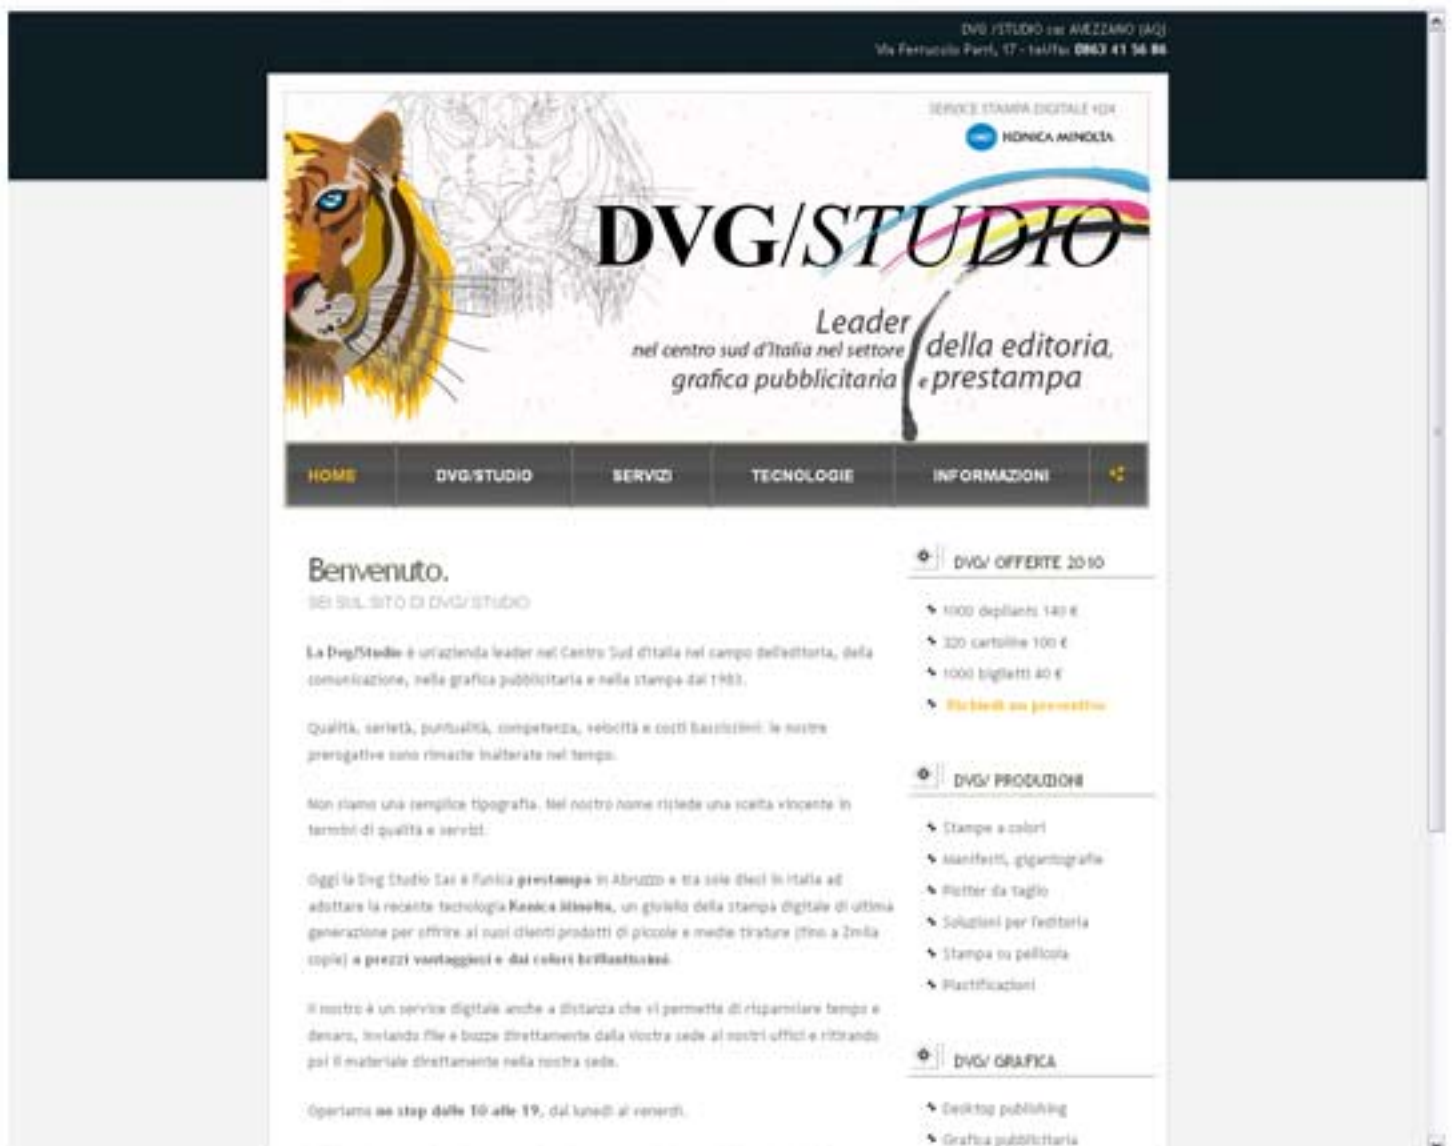 DVG /STUDIO sas AVEZZANO (AQ)
Via Ferruccio Parri, 17 - tel/fax 0863 41 56 86
SERVICE STAMPA DIGITALE H24
KONICA MINOLTA
DVG/STUDIO
Leader
nel centro sud d'Italia nel settore
grafica pubblicitaria
della editoria,
e prestampa
HOME DVG/STUDIO SERVIZI TECNOLOGIE INFORMAZIONI
Benvenuto.
SEI SUL SITO DI DVG/ STUDIO
La Dvg/Studio è un'azienda leader nel Centro Sud d'Italia nel campo dell'editoria, della
comunicazione, nella grafica pubblicitaria e nella stampa dal 1983.
Qualità, serietà, puntualità, competenza, velocità e costi bassissimi: le nostre
prerogative sono rimaste inalterate nel tempo.
Non siamo una semplice tipografia. Nel nostro nome risiede una scelta vincente in
termini di qualità e servizi.
Oggi la Dvg Studio Sas è l'unica prestampa in Abruzzo e tra sole dieci in Italia ad
adottare la recente tecnologia Konica Minolta, un gioiello della stampa digitale di ultima
generazione per offrire ai suoi clienti prodotti di piccole e medie tirature (fino a 2mila
copie) a prezzi vantaggiosi e dai colori brillantissimi.
Il nostro è un service digitale anche a distanza che vi permette di risparmiare tempo e
denaro, inviando file e bozze direttamente dalla vostra sede ai nostri uffici e ritirando
poi il materiale direttamente nella nostra sede.
Operiamo no stop dalle 10 alle 19, dal lunedì al venerdì.
DVG/ OFFERTE 2010
1000 depliants 140 €
320 cartoline 100 €
1000 biglietti 40 €
Richiedi un preventivo
DVG/ PRODUZIONI
Stampe a colori
Manifesti, gigantografie
Plotter da taglio
Soluzioni per l'editoria
Stampa su pellicola
Plastificazioni
DVG/ GRAFICA
Desktop publishing
Grafica pubblicitaria